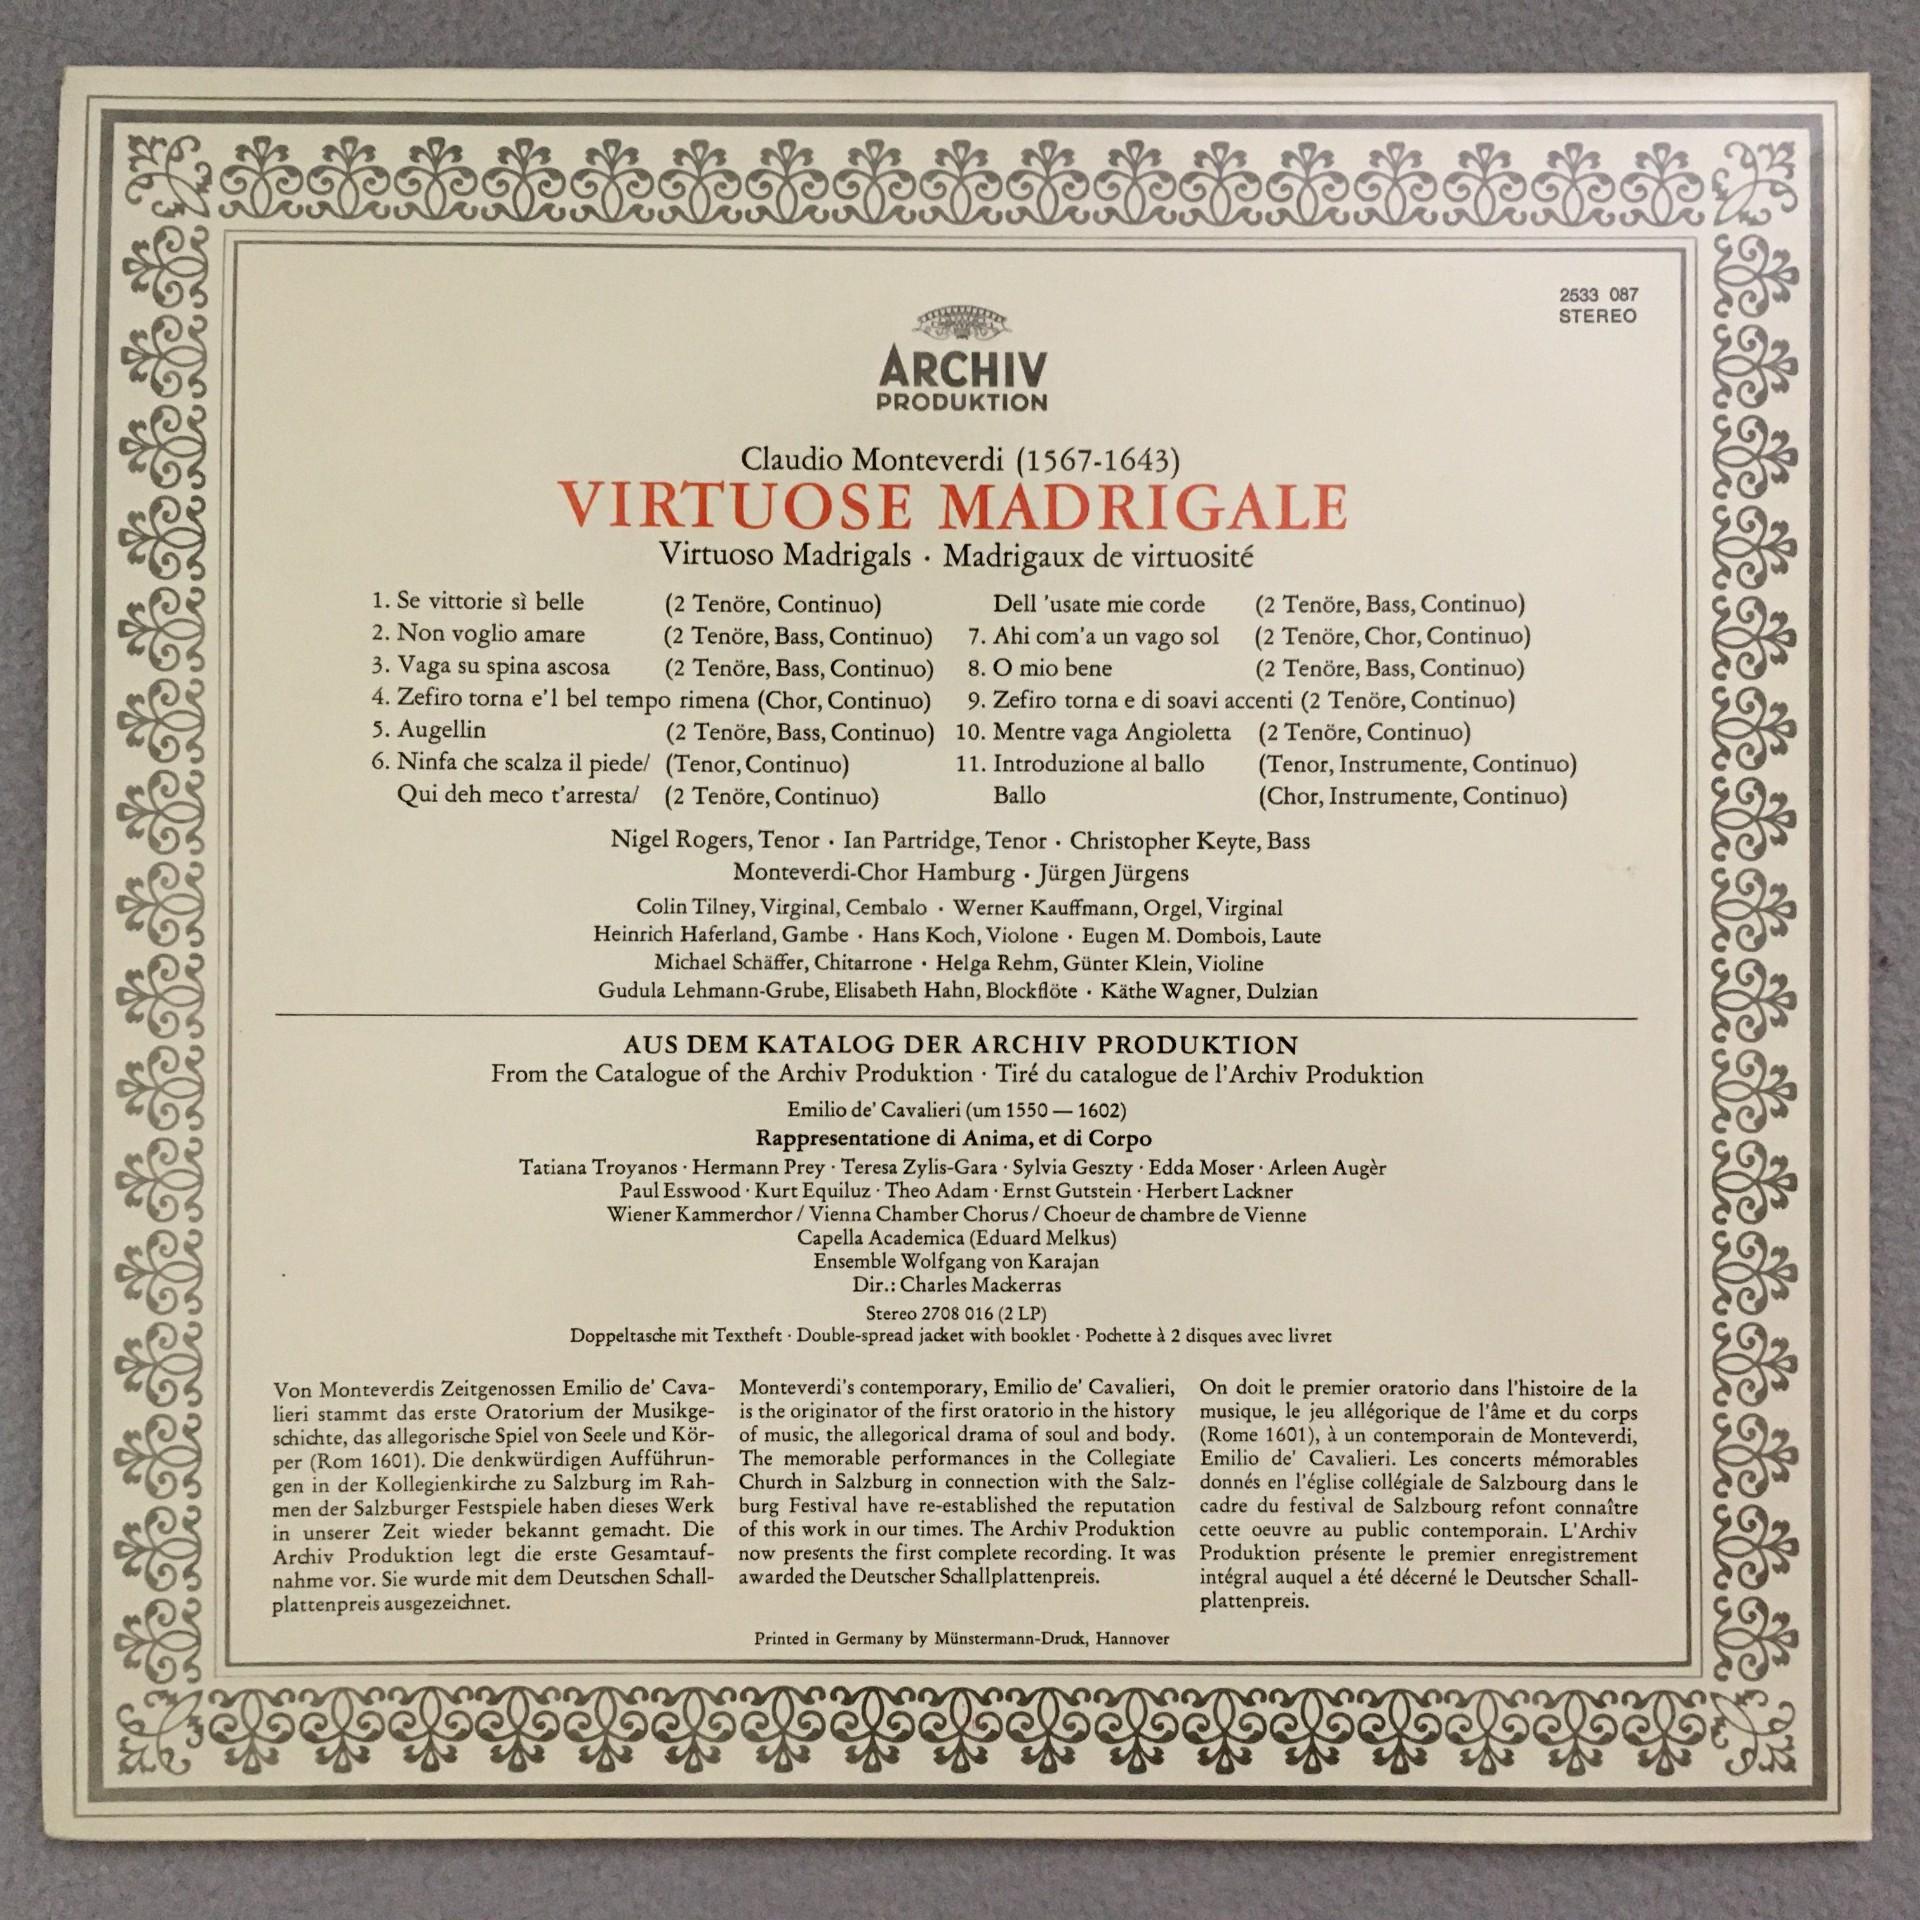 2533 087
STEREO
ARCHIV
PRODUKTION
Claudio Monteverdi (1567-1643)
VIRTUOSE MADRIGALE
Virtuoso Madrigals · Madrigaux de virtuosité
1. Se vittorie sì belle (2 Tenöre, Continuo)
2. Non voglio amare (2 Tenöre, Bass, Continuo)
3. Vaga su spina ascosa (2 Tenöre, Bass, Continuo)
4. Zefiro torna e'l bel tempo rimena (Chor, Continuo)
5. Augellin (2 Tenöre, Bass, Continuo)
6. Ninfa che scalza il piede/ (Tenor, Continuo)
Qui deh meco t'arresta/ (2 Tenöre, Continuo)
Dell 'usate mie corde (2 Tenöre, Bass, Continuo)
7. Ahi com'a un vago sol (2 Tenöre, Chor, Continuo)
8. O mio bene (2 Tenöre, Bass, Continuo)
9. Zefiro torna e di soavi accenti (2 Tenöre, Continuo)
10. Mentre vaga Angioletta (2 Tenöre, Continuo)
11. Introduzione al ballo (Tenor, Instrumente, Continuo)
Ballo (Chor, Instrumente, Continuo)
Nigel Rogers, Tenor · Ian Partridge, Tenor · Christopher Keyte, Bass
Monteverdi-Chor Hamburg · Jürgen Jürgens
Colin Tilney, Virginal, Cembalo · Werner Kauffmann, Orgel, Virginal
Heinrich Haferland, Gambe · Hans Koch, Violone · Eugen M. Dombois, Laute
Michael Schäffer, Chitarrone · Helga Rehm, Günter Klein, Violine
Gudula Lehmann-Grube, Elisabeth Hahn, Blockflöte · Käthe Wagner, Dulzian
AUS DEM KATALOG DER ARCHIV PRODUKTION
From the Catalogue of the Archiv Produktion · Tiré du catalogue de l'Archiv Produktion
Emilio de' Cavalieri (um 1550 — 1602)
Rappresentatione di Anima, et di Corpo
Tatiana Troyanos · Hermann Prey · Teresa Zylis-Gara · Sylvia Geszty · Edda Moser · Arleen Augèr
Paul Esswood · Kurt Equiluz · Theo Adam · Ernst Gutstein · Herbert Lackner
Wiener Kammerchor / Vienna Chamber Chorus / Choeur de chambre de Vienne
Capella Academica (Eduard Melkus)
Ensemble Wolfgang von Karajan
Dir.: Charles Mackerras
Stereo 2708 016 (2 LP)
Doppeltasche mit Textheft · Double-spread jacket with booklet · Pochette à 2 disques avec livret
Von Monteverdis Zeitgenossen Emilio de' Cava-
lieri stammt das erste Oratorium der Musikge-
schichte, das allegorische Spiel von Seele und Kör-
per (Rom 1601). Die denkwürdigen Aufführun-
gen in der Kollegienkirche zu Salzburg im Rah-
men der Salzburger Festspiele haben dieses Werk
in unserer Zeit wieder bekannt gemacht. Die
Archiv Produktion legt die erste Gesamtauf-
nahme vor. Sie wurde mit dem Deutschen Schall-
plattenpreis ausgezeichnet.
Monteverdi's contemporary, Emilio de' Cavalieri,
is the originator of the first oratorio in the history
of music, the allegorical drama of soul and body.
The memorable performances in the Collegiate
Church in Salzburg in connection with the Salz-
burg Festival have re-established the reputation
of this work in our times. The Archiv Produktion
now presents the first complete recording. It was
awarded the Deutscher Schallplattenpreis.
On doit le premier oratorio dans l'histoire de la
musique, le jeu allégorique de l'âme et du corps
(Rome 1601), à un contemporain de Monteverdi,
Emilio de' Cavalieri. Les concerts mémorables
donnés en l'église collégiale de Salzbourg dans le
cadre du festival de Salzbourg refont connaître
cette oeuvre au public contemporain. L'Archiv
Produktion présente le premier enregistrement
intégral auquel a été décerné le Deutscher Schall-
plattenpreis.
Printed in Germany by Münstermann-Druck, Hannover